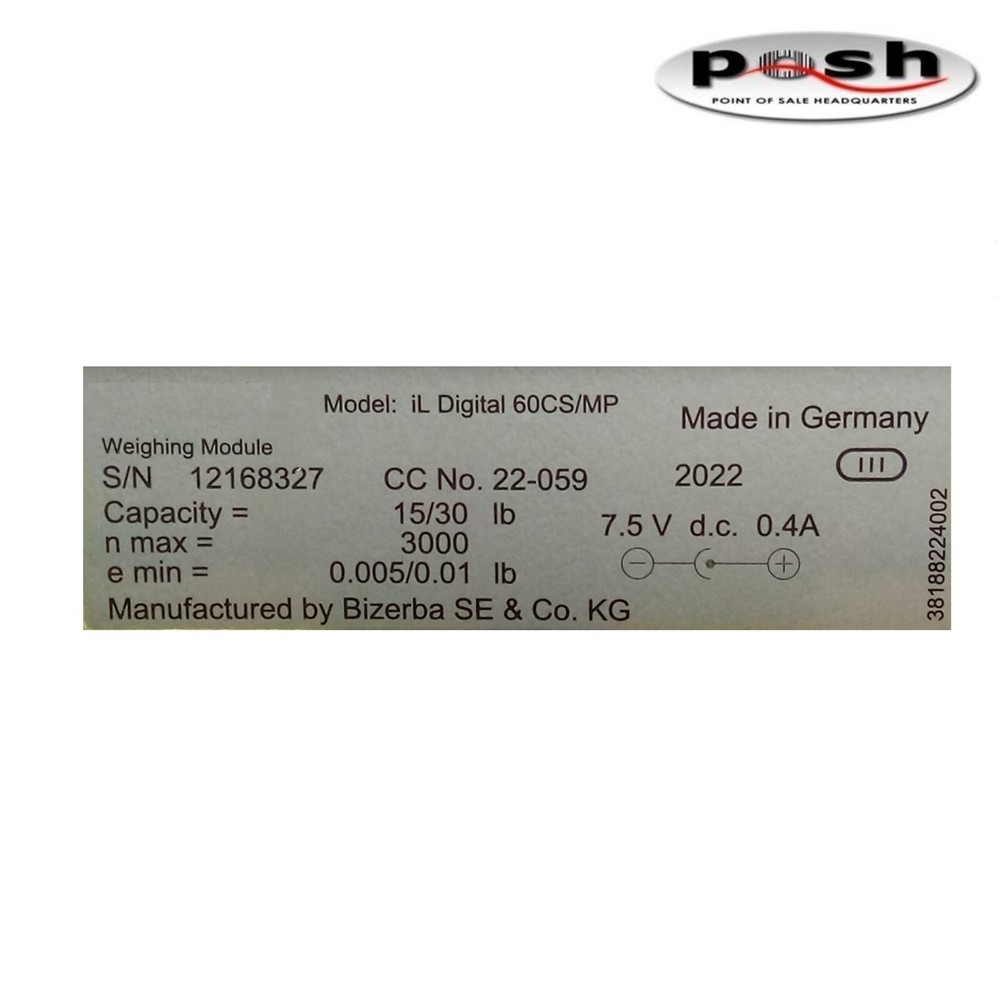 posh
POINT OF SALE HEADQUARTERS
Model: iL Digital 60CS/MP
Made in Germany
Weighing Module
S/N 12168327 CC No. 22-059 2022 III
Capacity = 15/30 lb
n max = 3000
e min = 0.005/0.01 lb
7.5 V d.c. 0.4A
Manufactured by Bizerba SE & Co. KG
38188224002